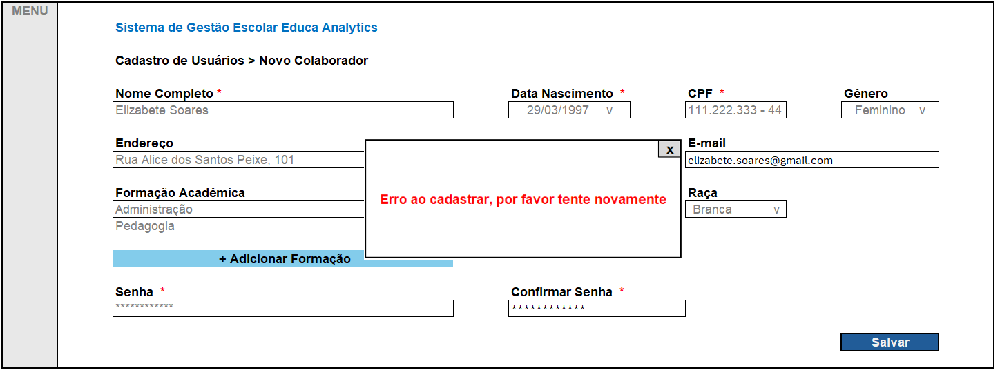 MENU
Sistema de Gestão Escolar Educa Analytics
Cadastro de Usuários > Novo Colaborador
Nome Completo * Data Nascimento * CPF * Gênero
Elizabete Soares 29/03/1997 v 111.222.333 - 44 Feminino v
Endereço E-mail
Rua Alice dos Santos Peixe, 101 elizabete.soares@gmail.com
x
Formação Acadêmica Raça
Administração Branca v
Pedagogia
Erro ao cadastrar, por favor tente novamente
+ Adicionar Formação
Senha * Confirmar Senha *
************ ************
Salvar